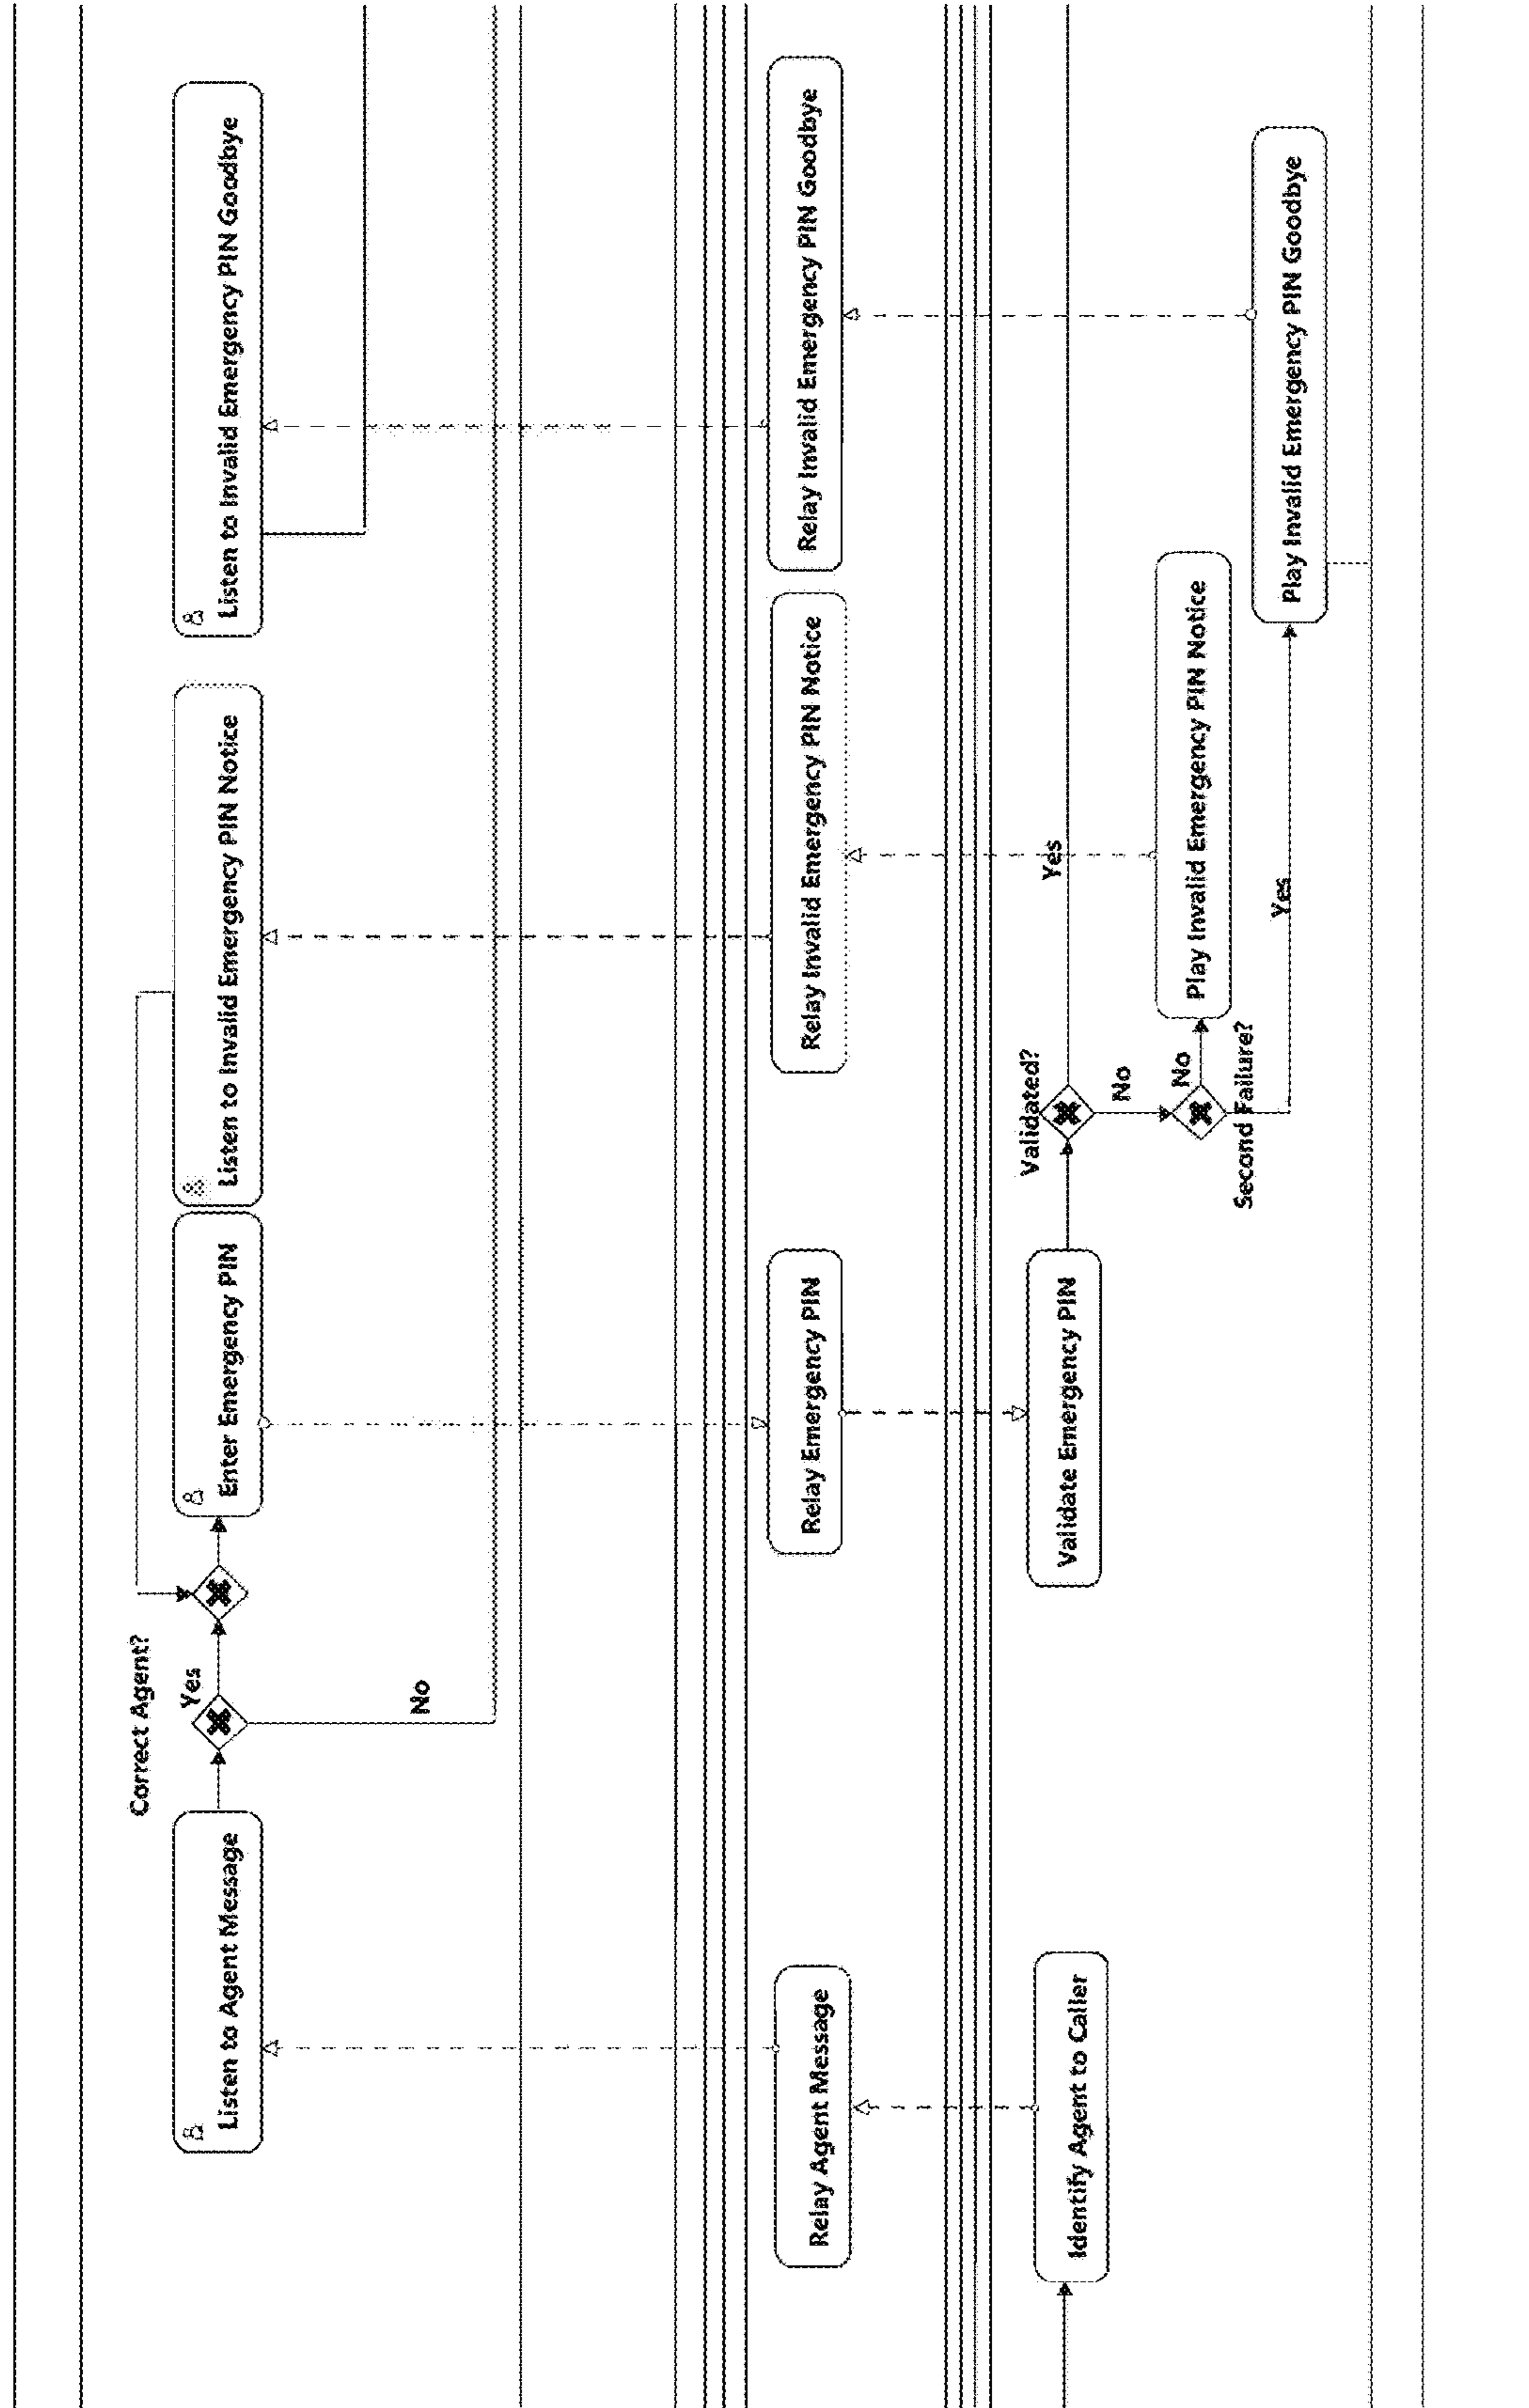 Correct Agent?
Listen to Agent Message
Yes
No
Enter Emergency PIN
Listen to Invalid Emergency PIN Notice
Listen to Invalid Emergency PIN Goodbye
Relay Agent Message
Relay Emergency PIN
Relay Invalid Emergency PIN Notice
Relay Invalid Emergency PIN Goodbye
Identify Agent to Caller
Validate Emergency PIN
Validated?
Yes
No
No
Second Failure?
Play Invalid Emergency PIN Notice
Yes
Play Invalid Emergency PIN Goodbye